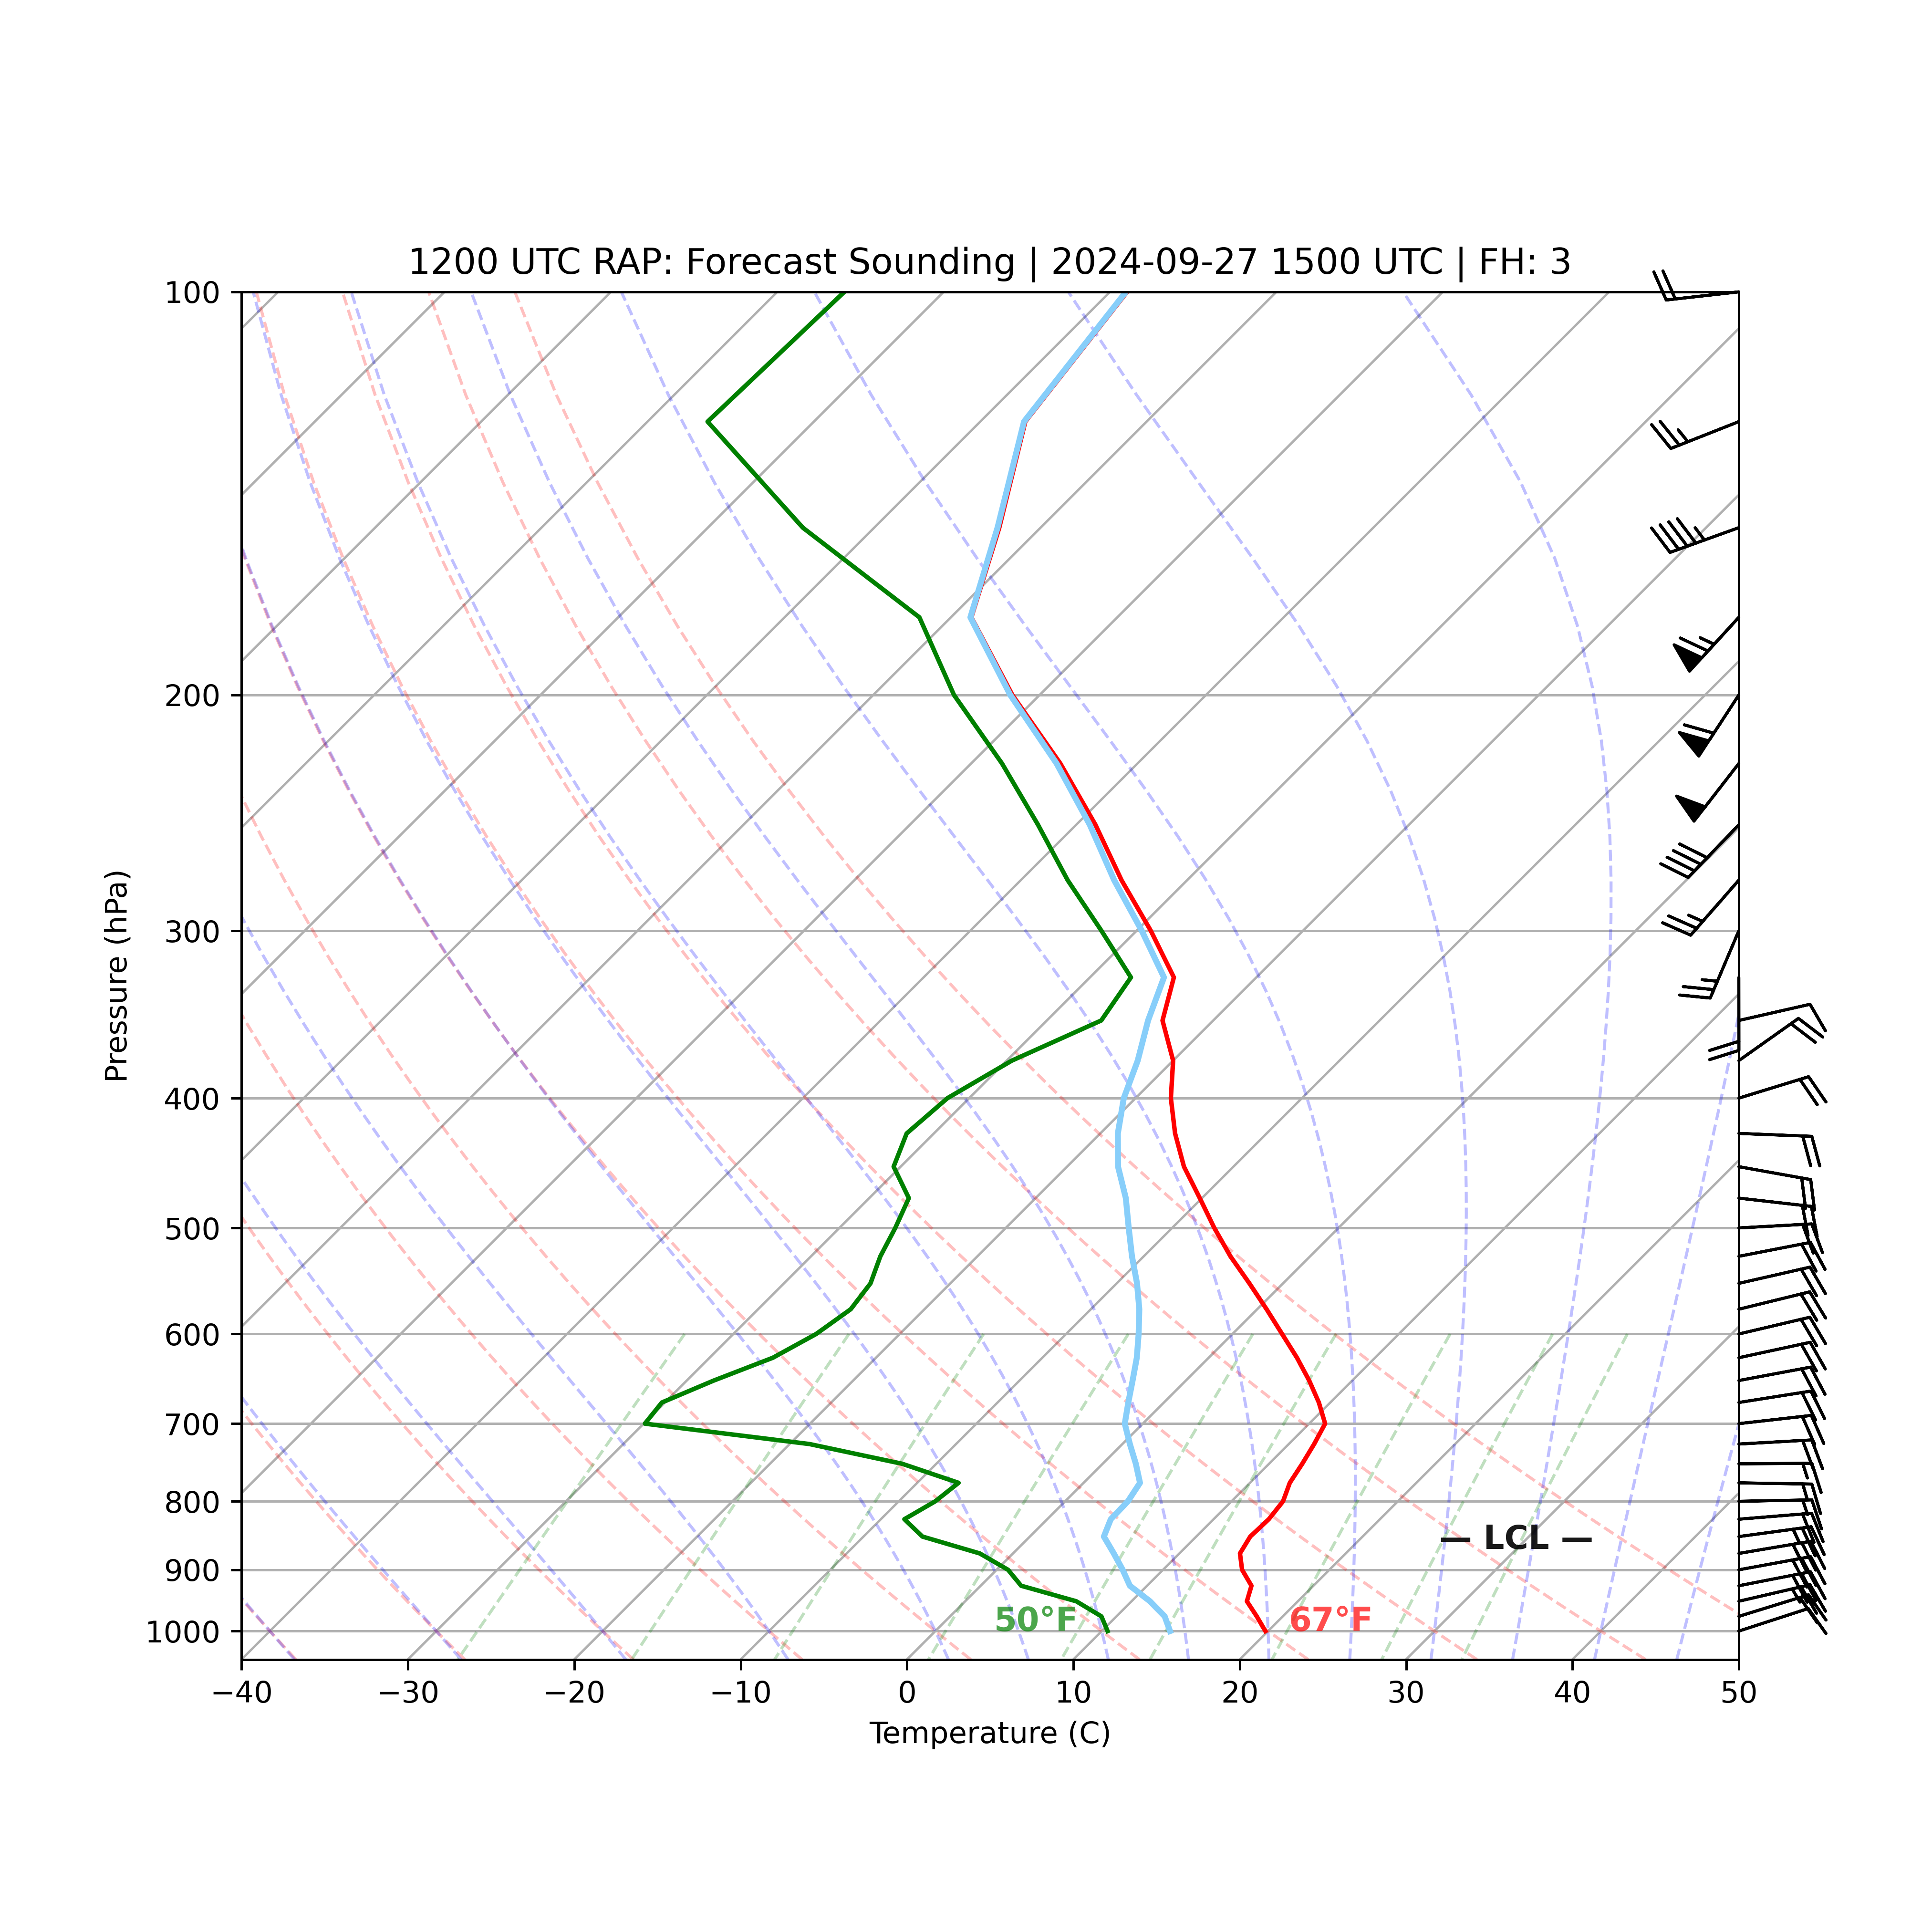 1200 UTC RAP: Forecast Sounding | 2024-09-27 1500 UTC | FH: 3
100
200
300
400
500
600
700
800
900
1000
Pressure (hPa)
— LCL —
50°F
67°F
−40 −30 −20 −10 0 10 20 30 40 50
Temperature (C)